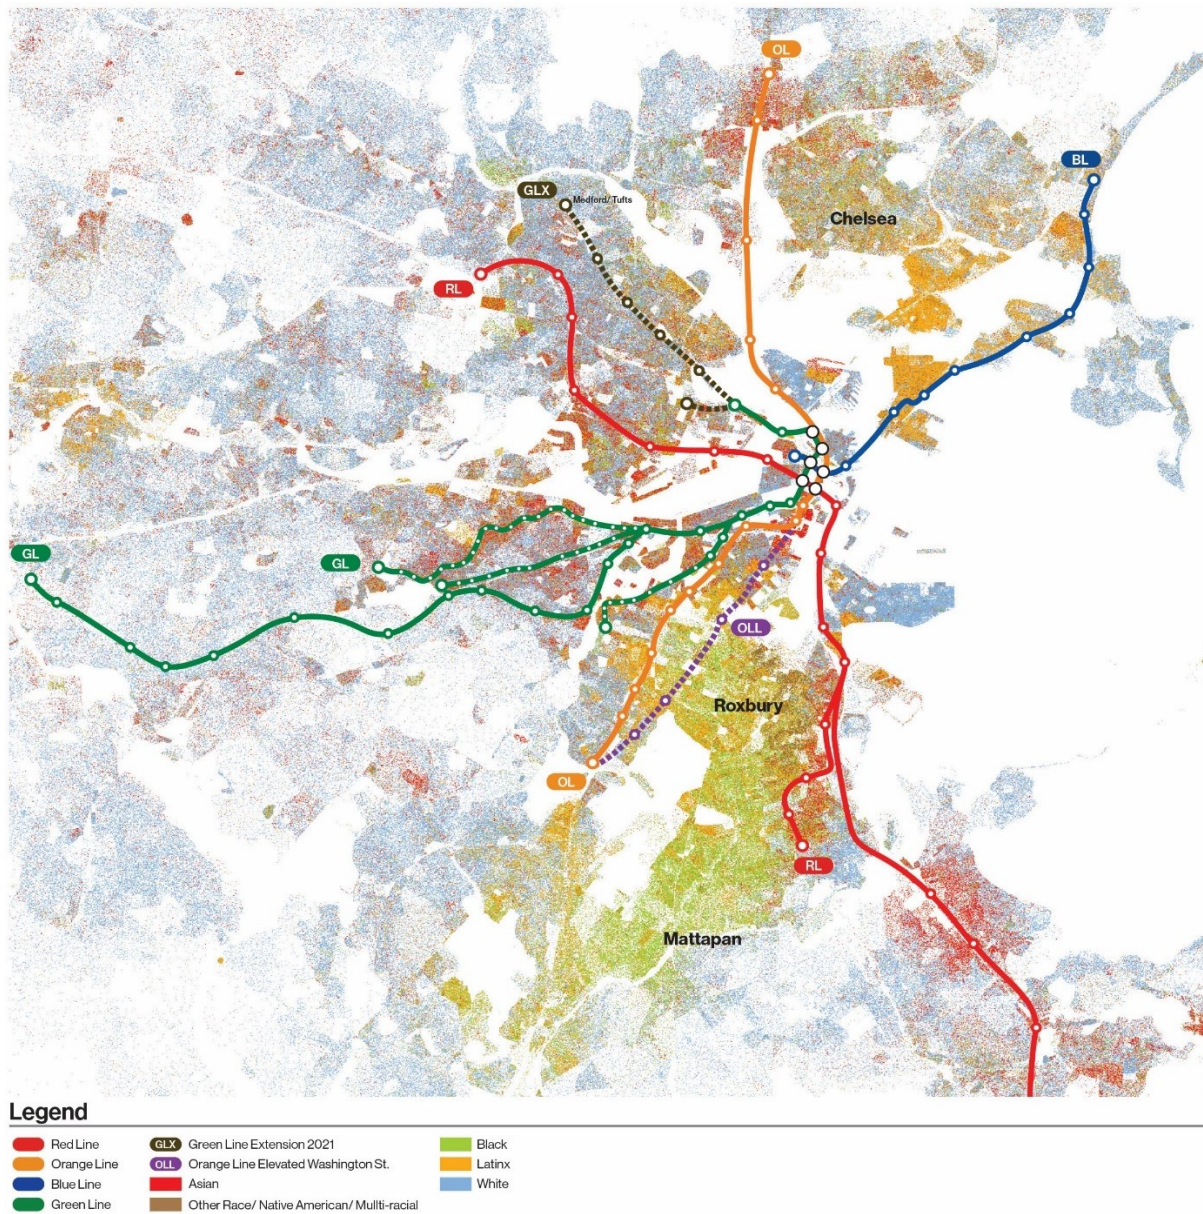 OL
BL
GLX
Medford/Tufts
Chelsea
RL
GL
GL
OLL
Roxbury
OL
RL
Mattapan
Legend
Red Line
Orange Line
Blue Line
Green Line
GLX Green Line Extension 2021
OLL Orange Line Elevated Washington St.
Asian
Other Race/ Native American/ Mullti-racial
Black
Latinx
White